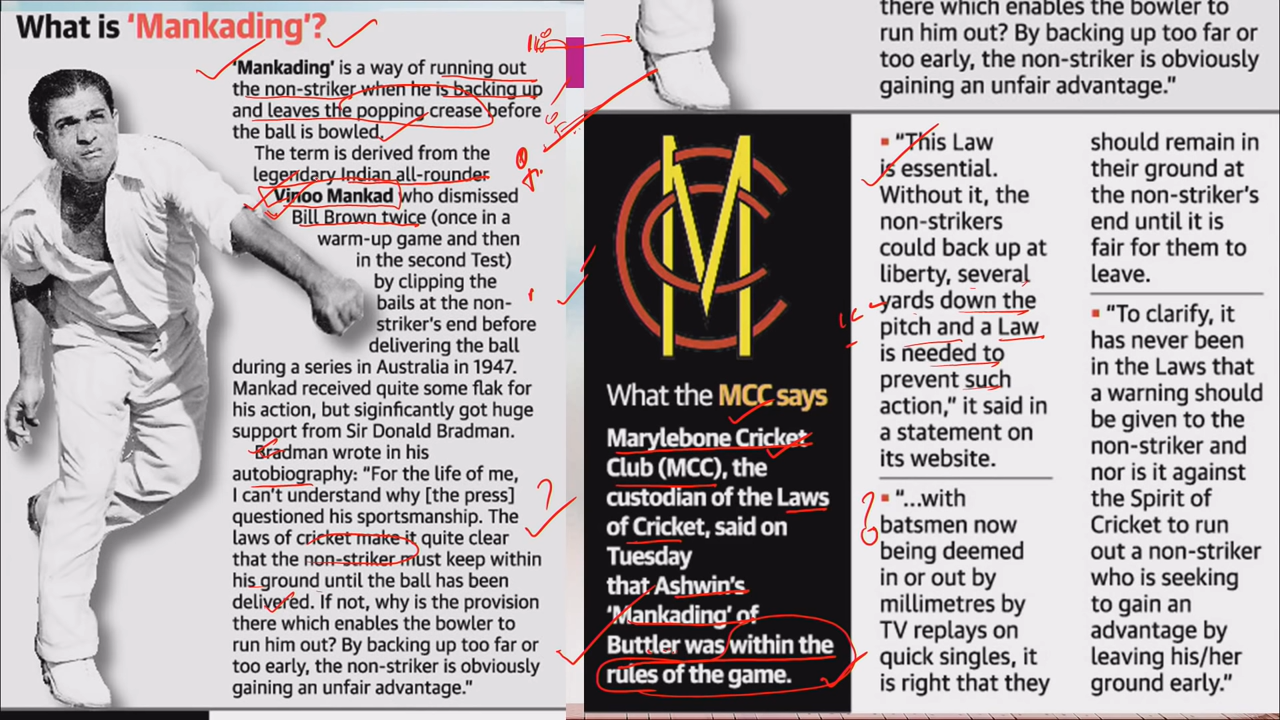 What is 'Mankading'?
'Mankading' is a way of running out
the non-striker when he is backing up
and leaves the popping crease before
the ball is bowled.
The term is derived from the
legendary Indian all-rounder
Vinoo Mankad who dismissed
Bill Brown twice (once in a
warm-up game and then
in the second Test)
by clipping the
bails at the non-
striker's end before
delivering the ball
during a series in Australia in 1947.
Mankad received quite some flak for
his action, but siginficantly got huge
support from Sir Donald Bradman.
Bradman wrote in his
autobiography: "For the life of me,
I can't understand why [the press]
questioned his sportsmanship. The
laws of cricket make it quite clear
that the non-striker must keep within
his ground until the ball has been
delivered. If not, why is the provision
there which enables the bowler to
run him out? By backing up too far or
too early, the non-striker is obviously
gaining an unfair advantage."
there which enables the bowler to
run him out? By backing up too far or
too early, the non-striker is obviously
gaining an unfair advantage."
MCC
What the MCC says
Marylebone Cricket
Club (MCC), the
custodian of the Laws
of Cricket, said on
Tuesday
that Ashwin's
'Mankading' of
Buttler was within the
rules of the game.
"This Law
is essential.
Without it, the
non-strikers
could back up at
liberty, several
yards down the
pitch and a Law
is needed to
prevent such
action," it said in
a statement on
its website.
"...with
batsmen now
being deemed
in or out by
millimetres by
TV replays on
quick singles, it
is right that they
should remain in
their ground at
the non-striker's
end until it is
fair for them to
leave.
"To clarify, it
has never been
in the Laws that
a warning should
be given to the
non-striker and
nor is it against
the Spirit of
Cricket to run
out a non-striker
who is seeking
to gain an
advantage by
leaving his/her
ground early."